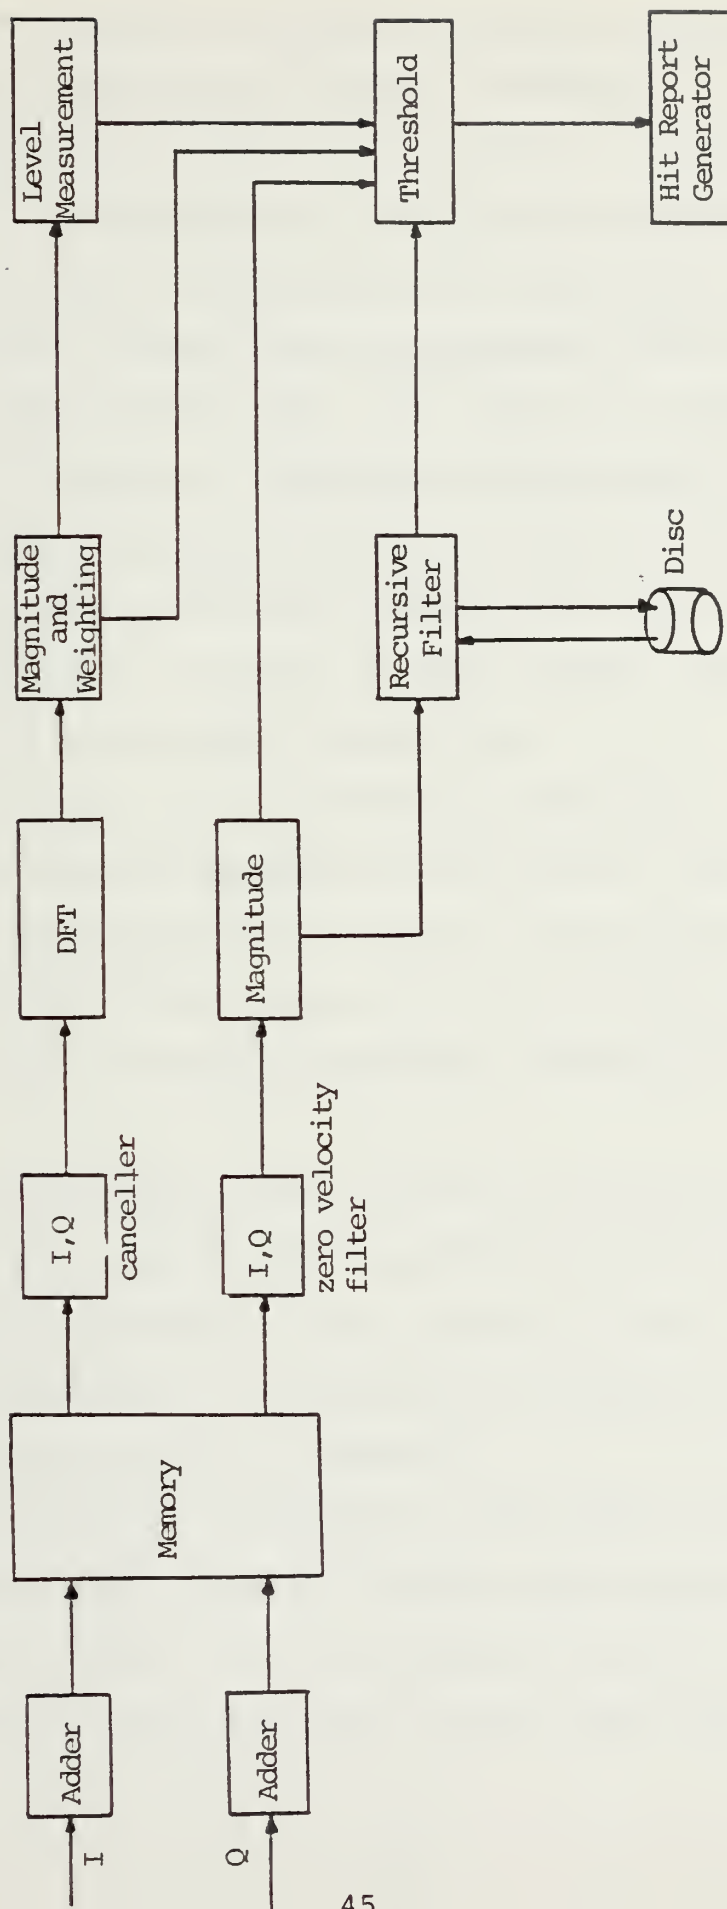 I
Q
Adder
Adder
Memory
I,Q
canceller
I,Q
zero velocity
filter
DFT
Magnitude
Magnitude
and
Weighting
Recursive
Filter
Disc
Level
Measurement
Threshold
Hit Report
Generator
45